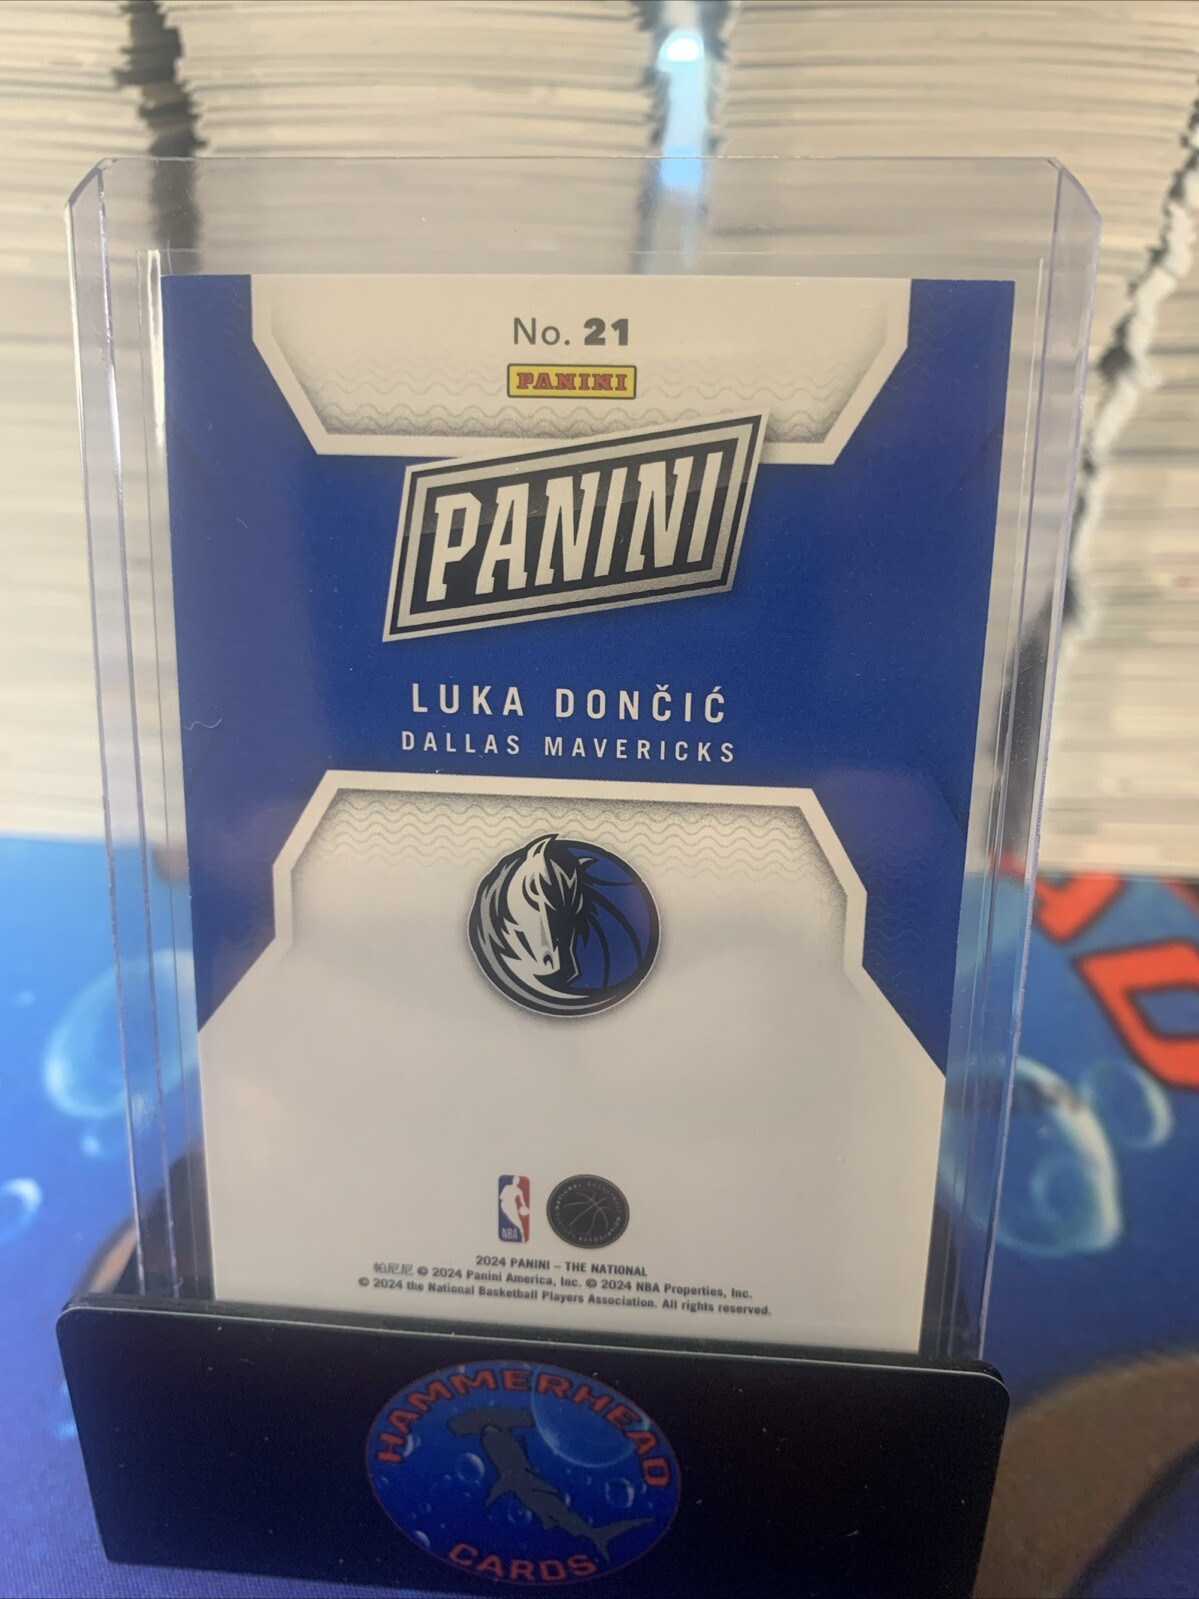 No. 21
PANINI
PANINI
LUKA DONČIĆ
DALLAS MAVERICKS
NBA
2024 PANINI – THE NATIONAL
帕尼尼 © 2024 Panini America, Inc. © 2024 NBA Properties, Inc.
© 2024 the National Basketball Players Association. All rights reserved.
HAMMERHEAD
CARDS